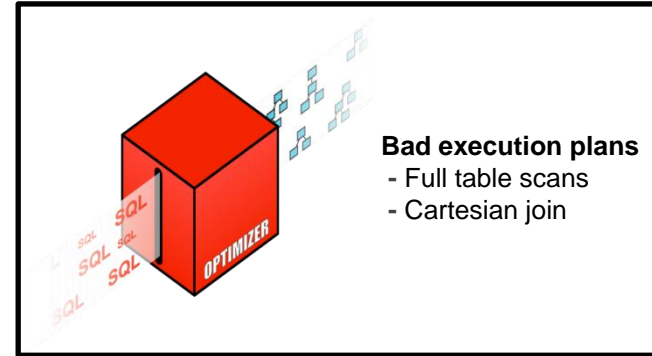 Bad execution plans
- Full table scans
- Cartesian join
SQL
SQL
SQL
SQL
SQL
SQL
SQL
OPTIMIZER